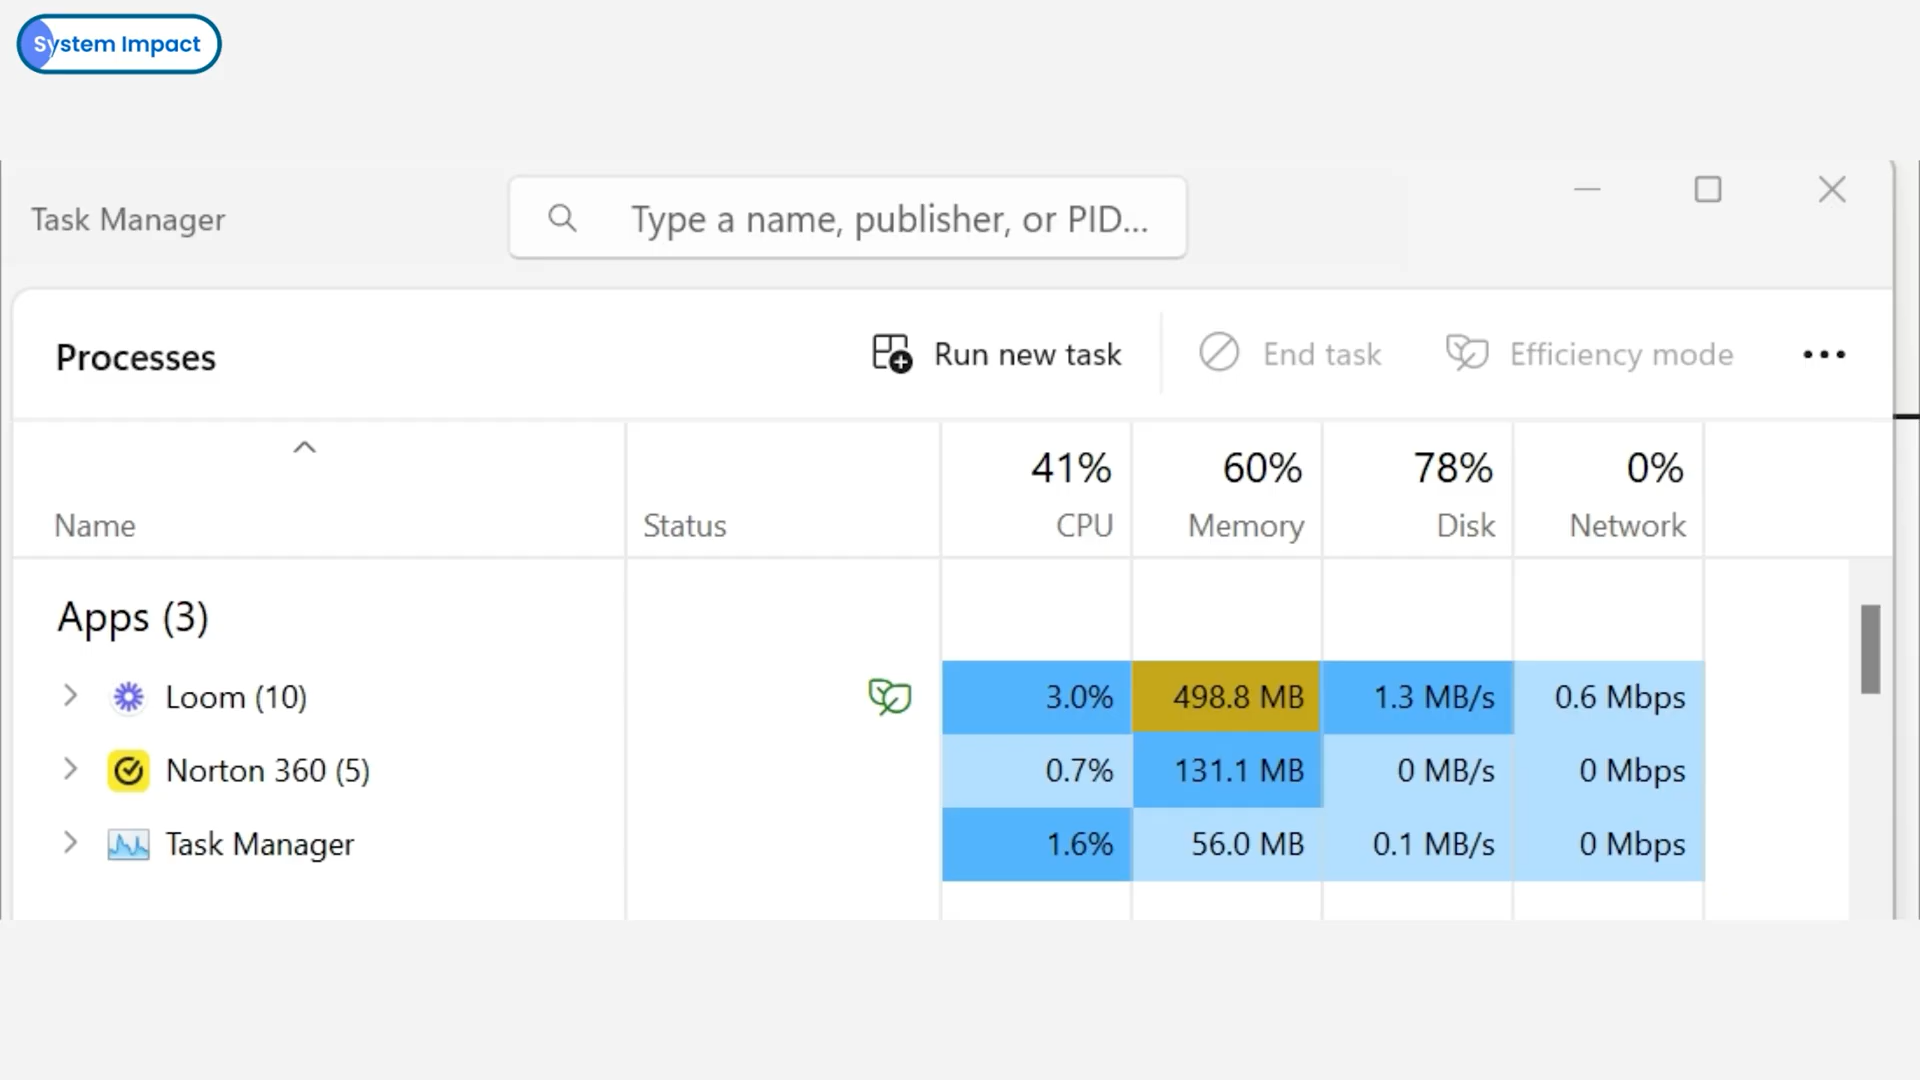 System Impact
Task Manager
Type a name, publisher, or PID...
Processes
Run new task
End task
Efficiency mode
41% 60% 78% 0%
Name Status CPU Memory Disk Network
Apps (3)
Loom (10) 3.0% 498.8 MB 1.3 MB/s 0.6 Mbps
Norton 360 (5) 0.7% 131.1 MB 0 MB/s 0 Mbps
Task Manager 1.6% 56.0 MB 0.1 MB/s 0 Mbps